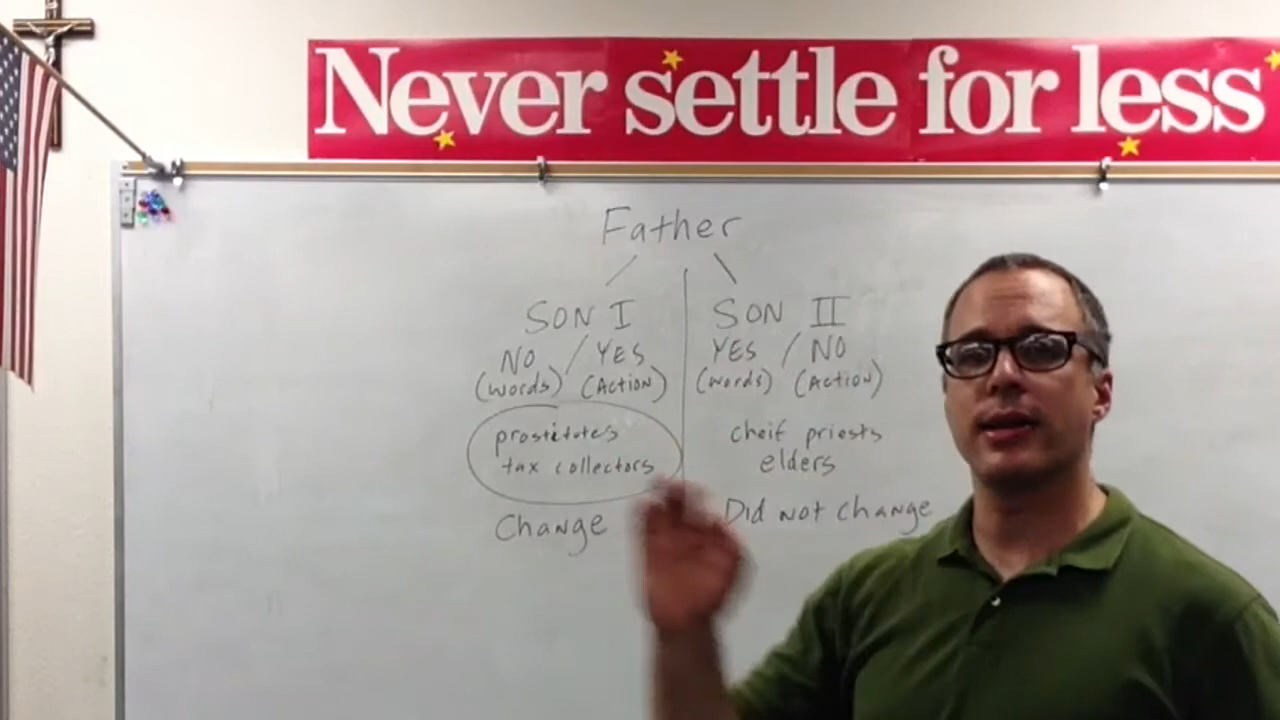 Never settle for less
Father
SON I
NO / YES
(words) (Action)
prostitutes
tax collectors
Change
SON II
YES / NO
(words) (Action)
cheif priests
elders
Did not change